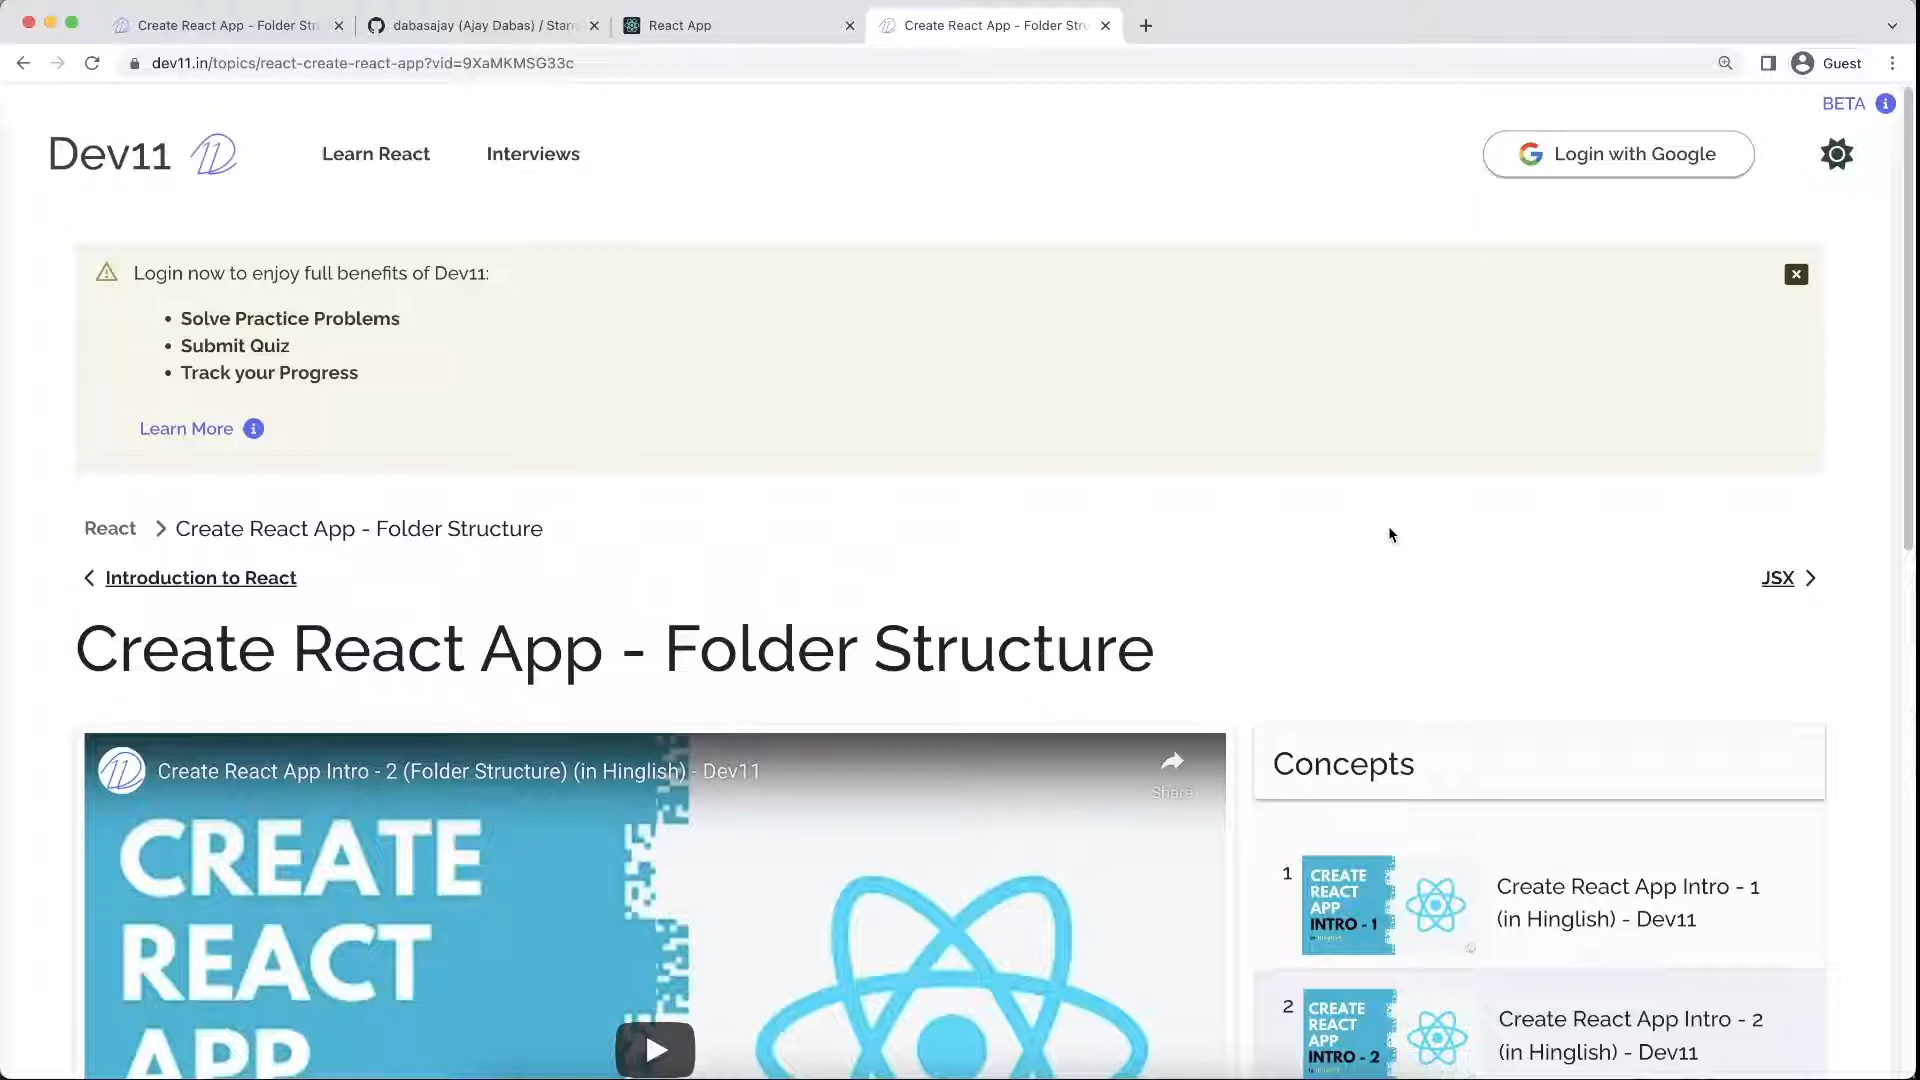 Create React App - Folder Str
dabasajay (Ajay Dabas) / Starr
React App
Create React App - Folder Stru
dev11.in/topics/react-create-react-app?vid=9XaMKMSG33c
Guest
BETA
Dev11
Learn React
Interviews
Login with Google
Login now to enjoy full benefits of Dev11:
• Solve Practice Problems
• Submit Quiz
• Track your Progress
Learn More
React > Create React App - Folder Structure
Introduction to React
JSX
Create React App - Folder Structure
Create React App Intro - 2 (Folder Structure) (in Hinglish) - Dev11
Share
CREATE
REACT
APP
Concepts
1
CREATE
REACT
APP
INTRO - 1
Create React App Intro - 1
(in Hinglish) - Dev11
2
CREATE
REACT
APP
INTRO - 2
Create React App Intro - 2
(in Hinglish) - Dev11